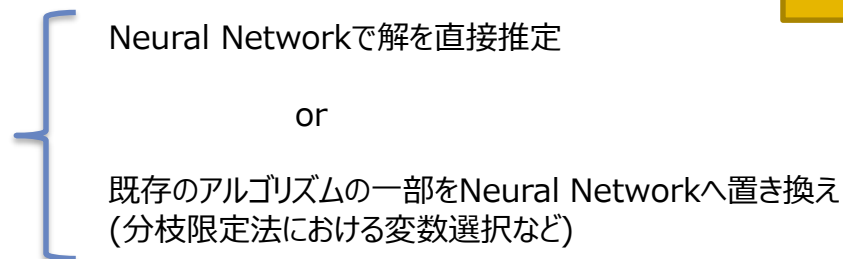 Neural Networkで解を直接推定
or
既存のアルゴリズムの一部をNeural Networkへ置き換え
(分枝限定法における変数選択など)